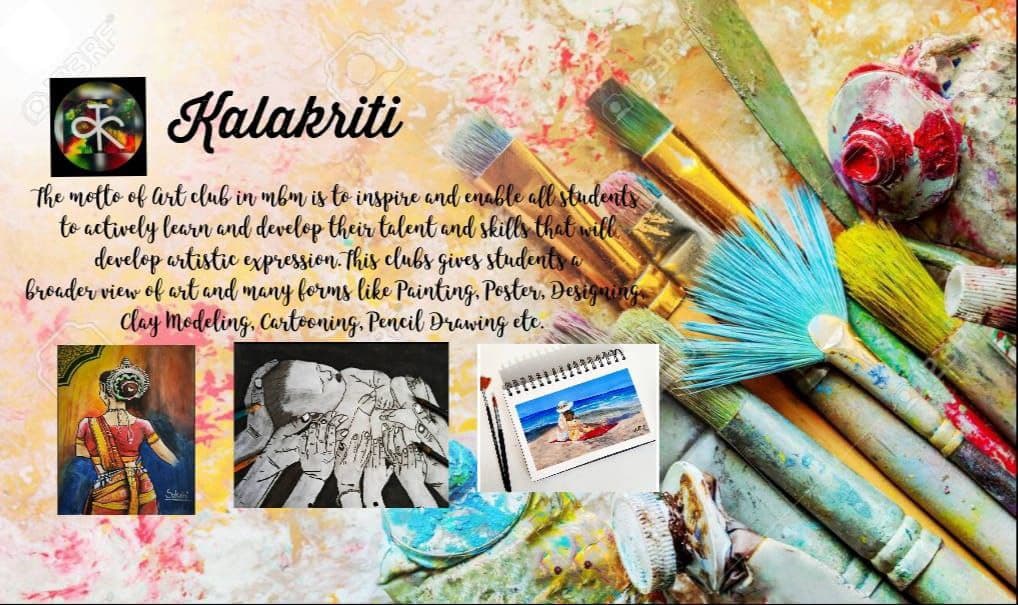 Kalakriti
The motto of Art club in mbm is to inspire and enable all students
to actively learn and develop their talent and skills that will
develop artistic expression.This clubs gives students a
broader view of art and many forms like Painting, Poster, Designing,
Clay Modeling, Cartooning, Pencil Drawing etc.